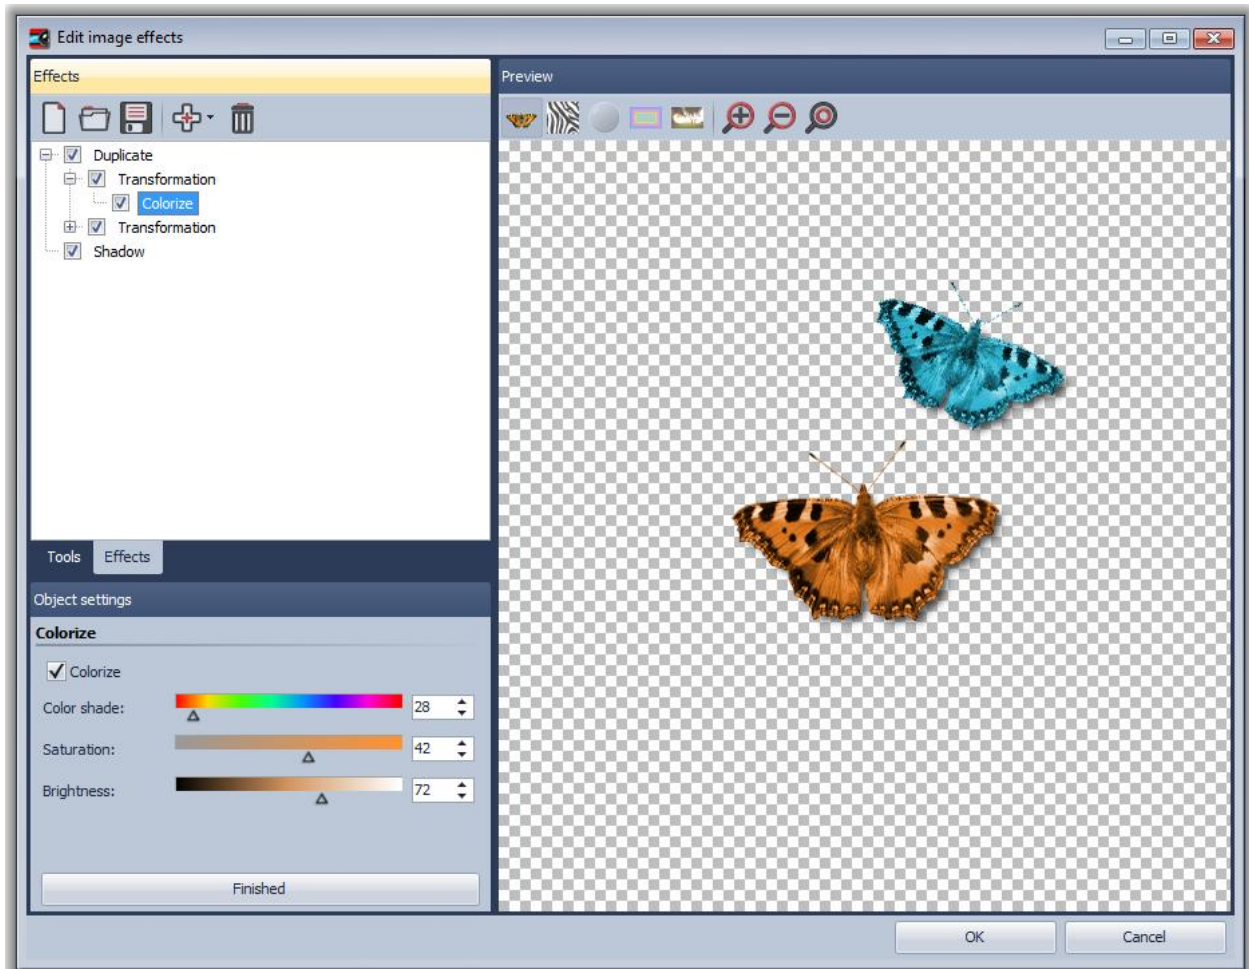 Edit image effects
Effects
Preview
Duplicate
Transformation
Colorize
Transformation
Shadow
Tools Effects
Object settings
Colorize
Colorize
Color shade: 28
Saturation: 42
Brightness: 72
Finished
OK Cancel